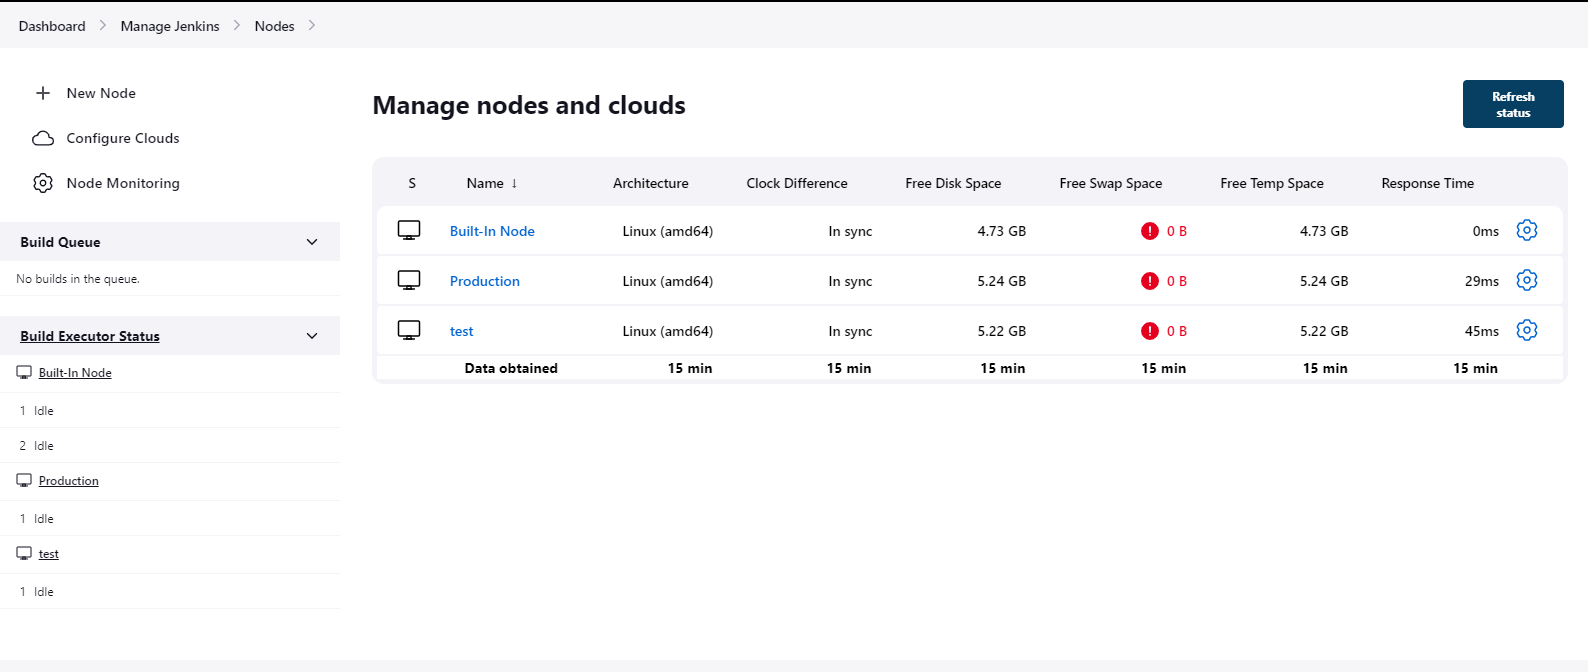 Dashboard > Manage Jenkins > Nodes >
New Node
Configure Clouds
Node Monitoring
Build Queue
No builds in the queue.
Build Executor Status
Built-In Node
1 Idle
2 Idle
Production
1 Idle
test
1 Idle
Manage nodes and clouds
Refresh
status
S Name ↓ Architecture Clock Difference Free Disk Space Free Swap Space Free Temp Space Response Time
Built-In Node Linux (amd64) In sync 4.73 GB ! 0 B 4.73 GB 0ms
Production Linux (amd64) In sync 5.24 GB ! 0 B 5.24 GB 29ms
test Linux (amd64) In sync 5.22 GB ! 0 B 5.22 GB 45ms
Data obtained 15 min 15 min 15 min 15 min 15 min 15 min